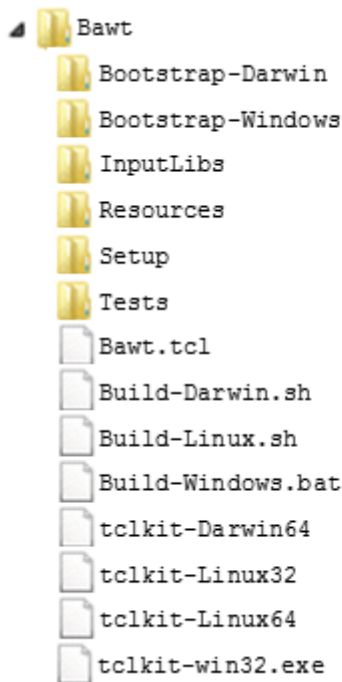 Bawt
Bootstrap-Darwin
Bootstrap-Windows
InputLibs
Resources
Setup
Tests
Bawt.tcl
Build-Darwin.sh
Build-Linux.sh
Build-Windows.bat
tclkit-Darwin64
tclkit-Linux32
tclkit-Linux64
tclkit-win32.exe